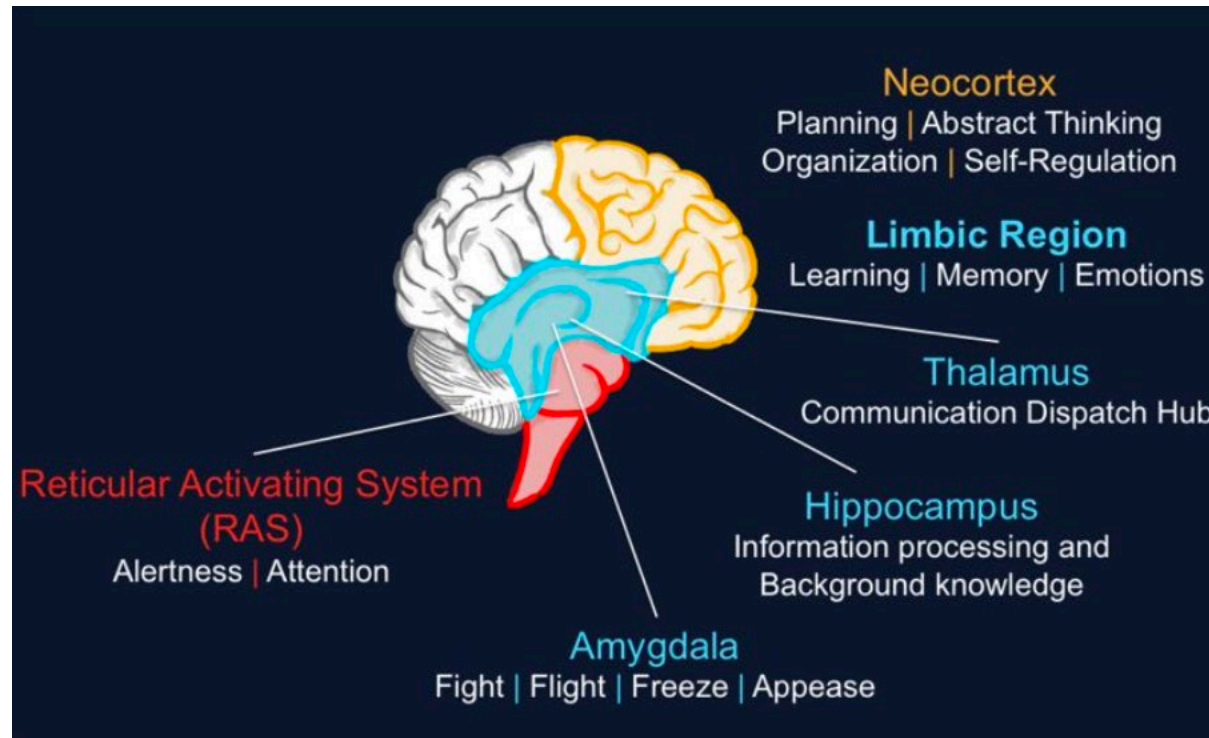 Neocortex
Planning | Abstract Thinking
Organization | Self-Regulation
Limbic Region
Learning | Memory | Emotions
Thalamus
Communication Dispatch Hub
Reticular Activating System
(RAS)
Alertness | Attention
Hippocampus
Information processing and
Background knowledge
Amygdala
Fight | Flight | Freeze | Appease